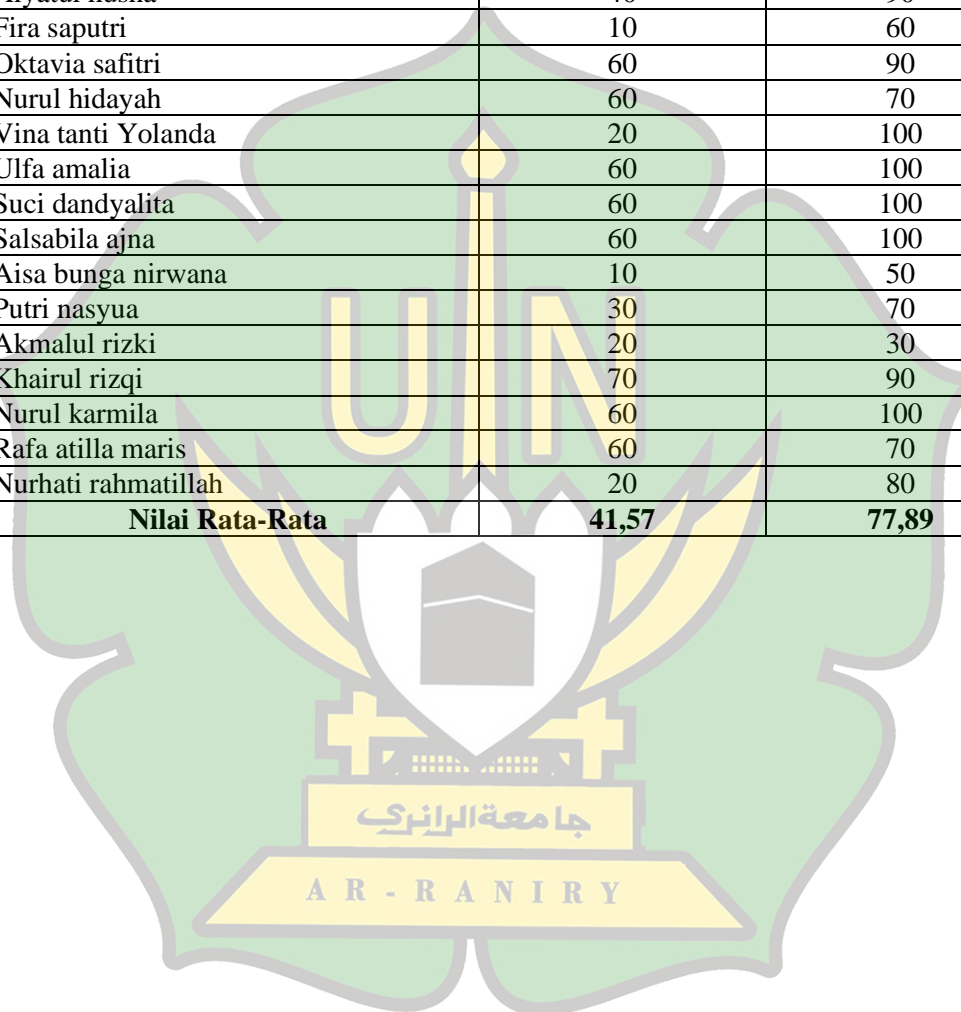 Fira saputri 10 60
Oktavia safitri 60 90
Nurul hidayah 60 70
Vina tanti Yolanda 20 100
Ulfa amalia 60 100
Suci dandyalita 60 100
Salsabila ajna 60 100
Aisa bunga nirwana 10 50
Putri nasyua 30 70
Akmalul rizki 20 30
Khairul rizqi 70 90
Nurul karmila 60 100
Rafa atilla maris 60 70
Nurhati rahmatillah 20 80
Nilai Rata-Rata 41,57 77,89
UIN
جامعة الرانري
AR-RANIRY